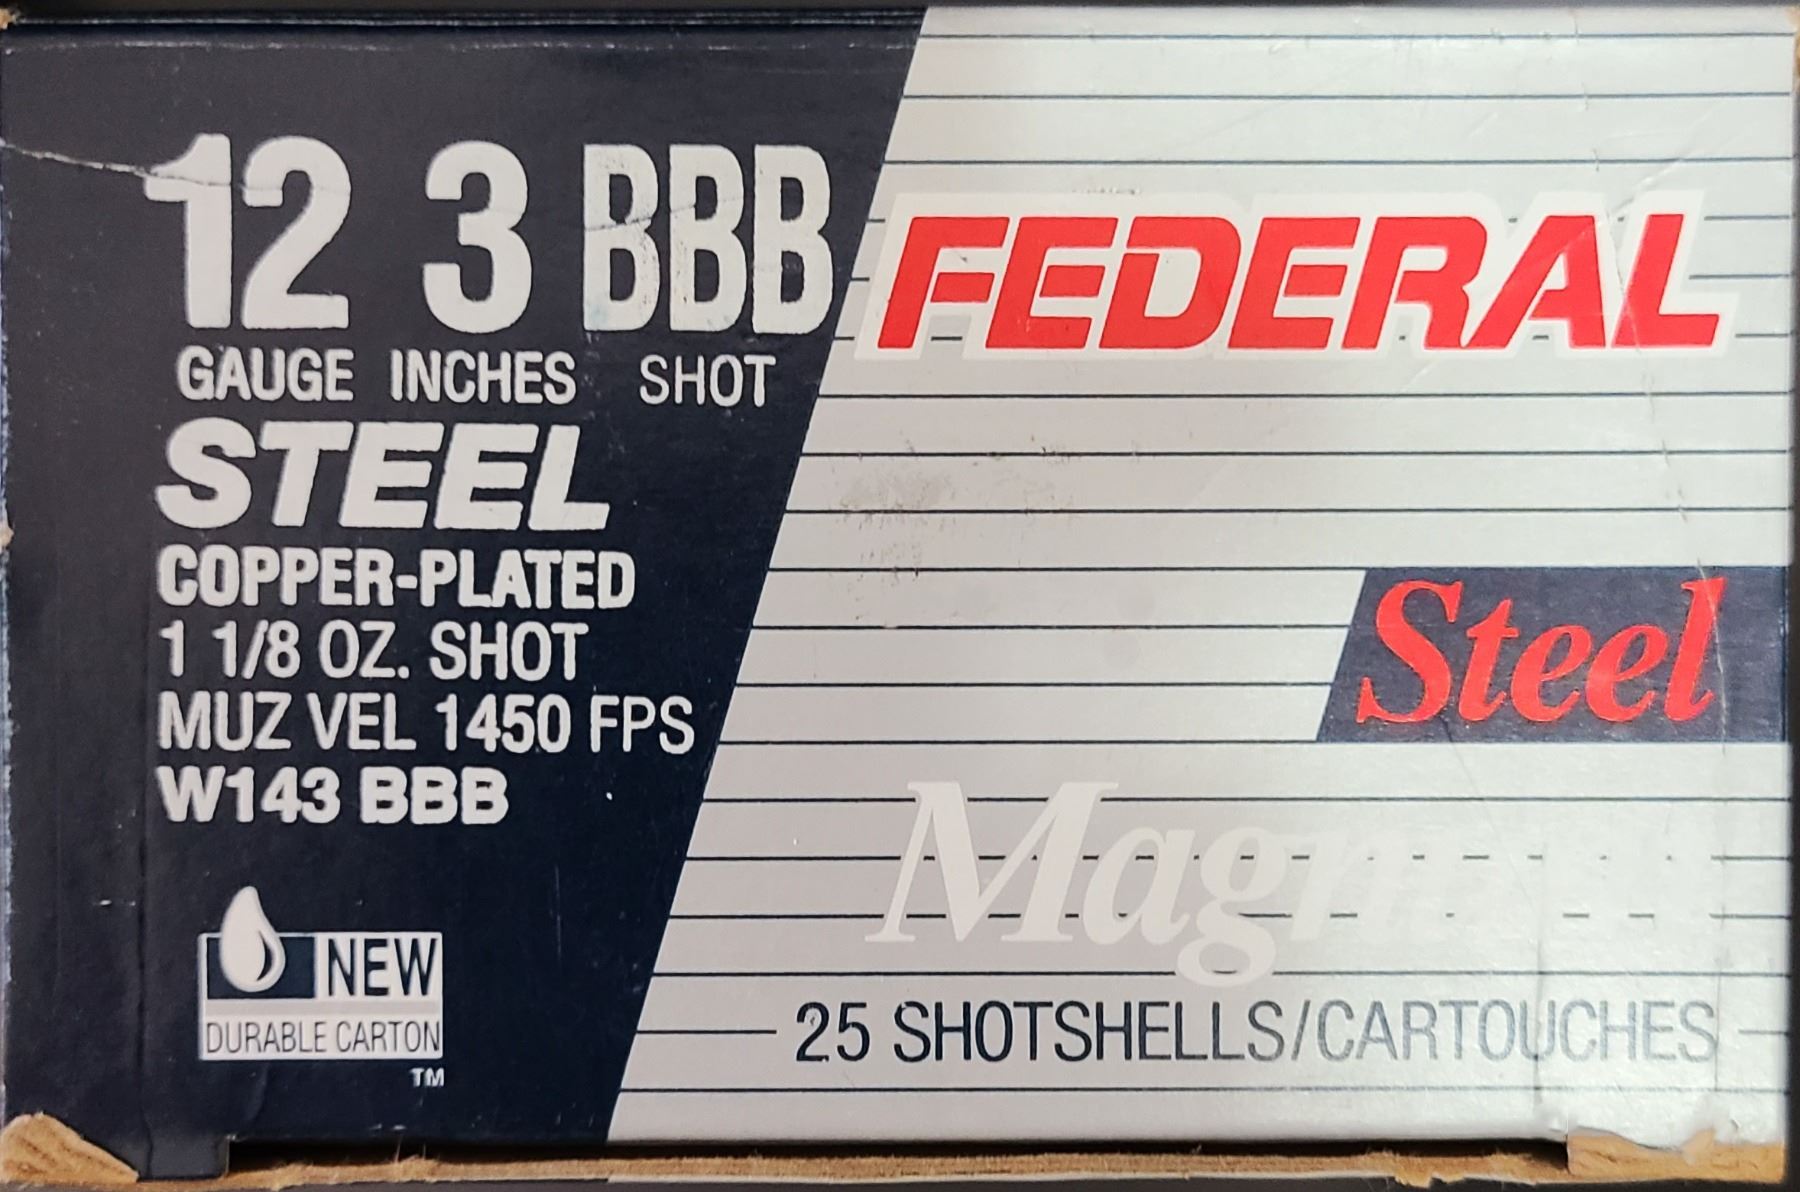 12 3 BBB
GAUGE INCHES SHOT
STEEL
COPPER-PLATED
1 1/8 OZ. SHOT
MUZ VEL 1450 FPS
W143 BBB
NEW
DURABLE CARTON
TM
FEDERAL
Steel
Magnum
25 SHOTSHELLS/CARTOUCHES